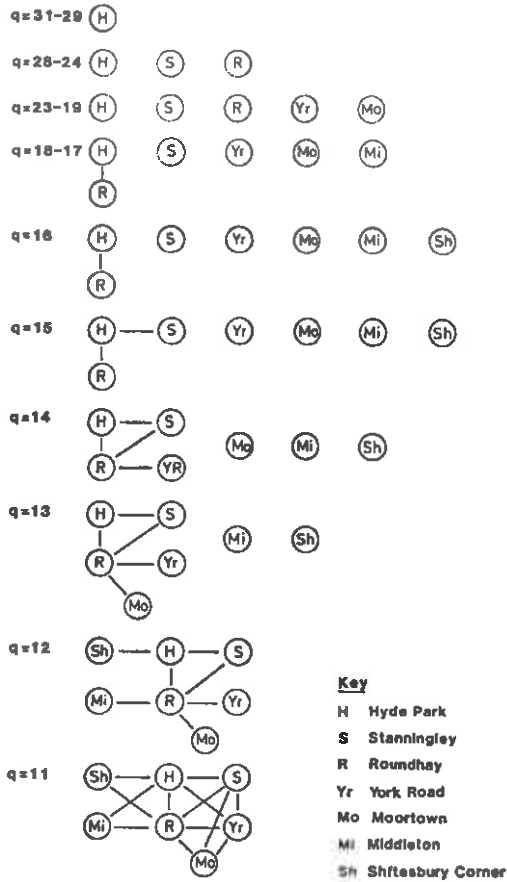 q=31-29 H
q=28-24 H S R
q=23-19 H S R Yr Mo
q=18-17 H S Yr Mo Mi
R
q=16 H S Yr Mo Mi Sh
R
q=15 H S Yr Mo Mi Sh
R
q=14 H S
R YR Mo Mi Sh
q=13 H S
R Yr Mi Sh
Mo
q=12 Sh H S
Mi R Yr
Mo
q=11 Sh H S
Mi R Yr
Mo
Key
H Hyde Park
S Stanningley
R Roundhay
Yr York Road
Mo Moortown
Mi Middleton
Sh Shftesbury Corner